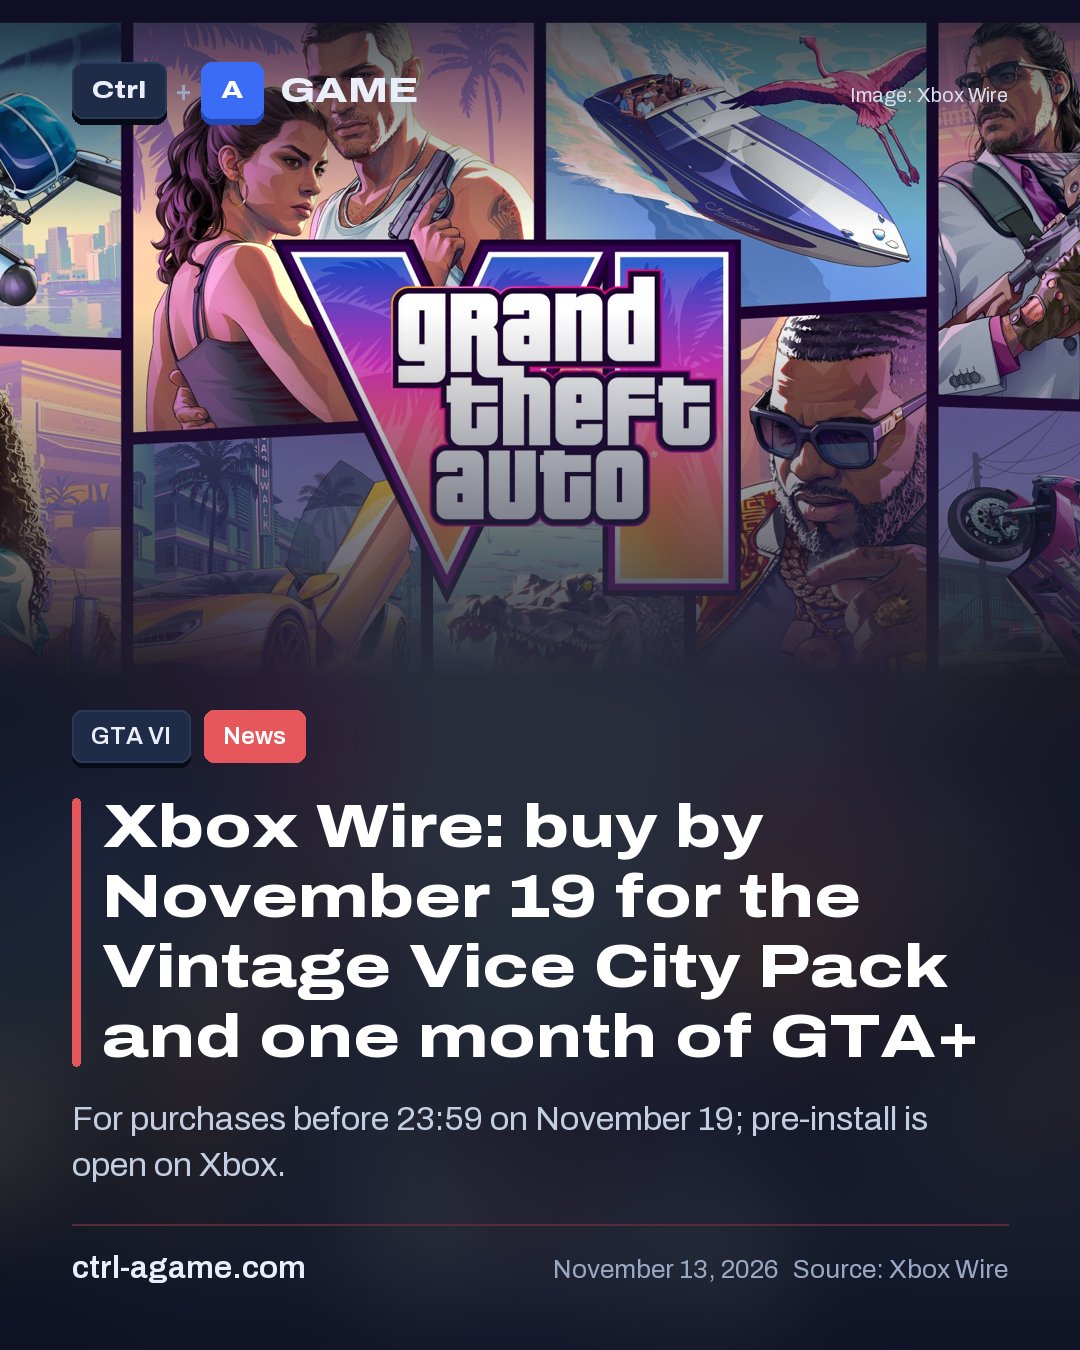 Ctrl + A GAME
Image: Xbox Wire
grand
theft
auto
VI
GTA VI
News
Xbox Wire: buy by
November 19 for the
Vintage Vice City Pack
and one month of GTA+
For purchases before 23:59 on November 19; pre-install is
open on Xbox.
ctrl-agame.com
November 13, 2026 Source: Xbox Wire